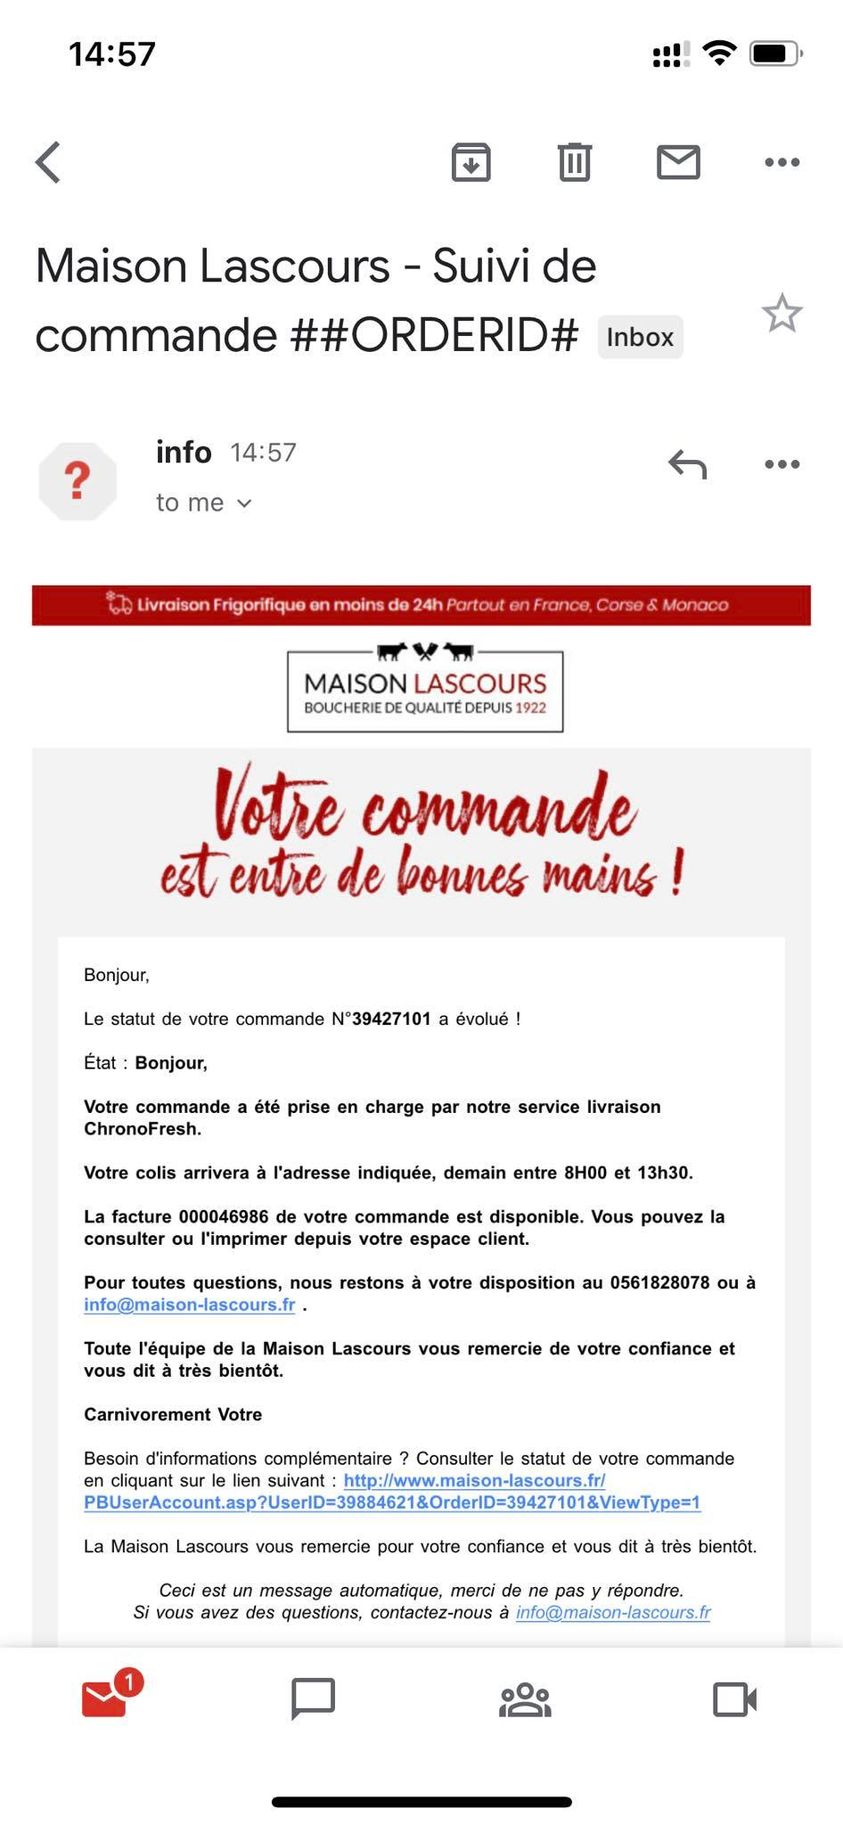 14:57
Maison Lascours - Suivi de
commande ##ORDERID# Inbox
?
info 14:57
to me
Livraison Frigorifique en moins de 24h Partout en France, Corse & Monaco
MAISON LASCOURS
BOUCHERIE DE QUALITÉ DEPUIS 1922
Votre commande
est entre de bonnes mains !
Bonjour,
Le statut de votre commande N°39427101 a évolué !
État : Bonjour,
Votre commande a été prise en charge par notre service livraison
ChronoFresh.
Votre colis arrivera à l'adresse indiquée, demain entre 8H00 et 13h30.
La facture 000046986 de votre commande est disponible. Vous pouvez la
consulter ou l'imprimer depuis votre espace client.
Pour toutes questions, nous restons à votre disposition au 0561828078 ou à
info@maison-lascours.fr .
Toute l'équipe de la Maison Lascours vous remercie de votre confiance et
vous dit à très bientôt.
Carnivorement Votre
Besoin d'informations complémentaire ? Consulter le statut de votre commande
en cliquant sur le lien suivant : http://www.maison-lascours.fr/
PBUserAccount.asp?UserID=39884621&OrderID=39427101&ViewType=1
La Maison Lascours vous remercie pour votre confiance et vous dit à très bientôt.
Ceci est un message automatique, merci de ne pas y répondre.
Si vous avez des questions, contactez-nous à info@maison-lascours.fr
1